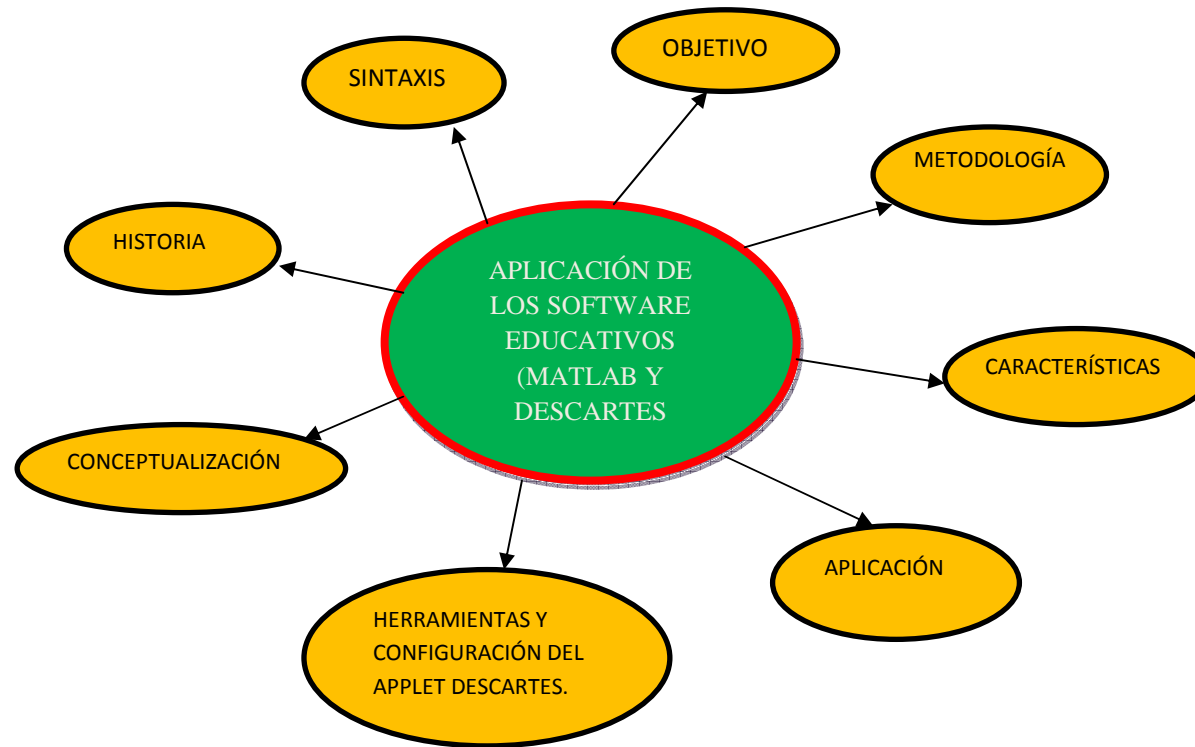 OBJETIVO
SINTAXIS
METODOLOGÍA
HISTORIA
APLICACIÓN DE
LOS SOFTWARE
EDUCATIVOS
(MATLAB Y
DESCARTES
CARACTERÍSTICAS
CONCEPTUALIZACIÓN
APLICACIÓN
HERRAMIENTAS Y
CONFIGURACIÓN DEL
APPLET DESCARTES.